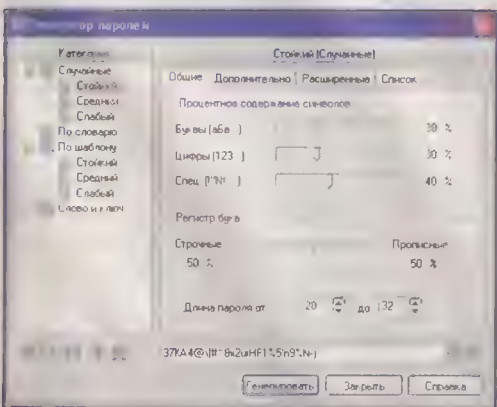 паролей
Категории
Стойкий (Случайные)
Случайные
Стойкий
Средний
Слабый
По словарю
По шаблону
Стойкий
Средний
Слабый
Слово и ключ
Общие Дополнительно Расширенные Список
Процентное содержание символов
Буквы (aБв ) 30 %
Цифры (123 ) 30 %
Спец. 40 %
Регистр букв
Строчные Прописные
50 % 50 %
Длина пароля от 20 до 32
Генерировать Закрыть Справка